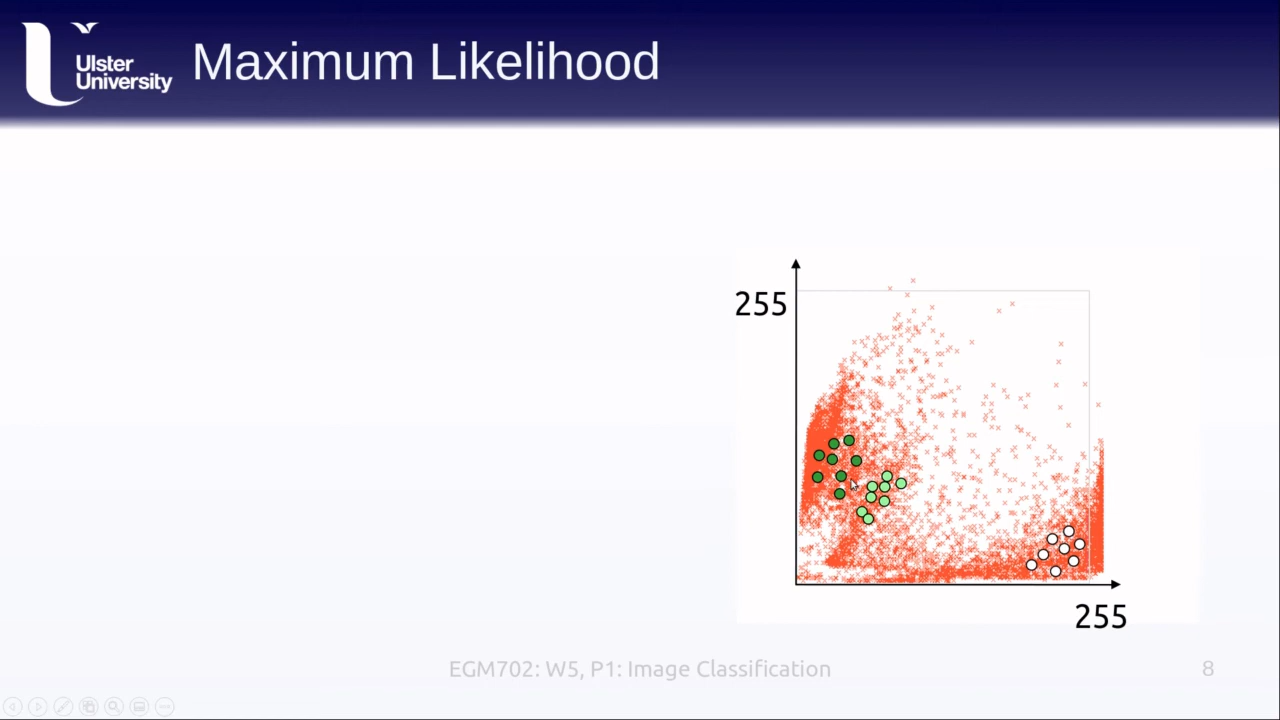 Ulster
University
Maximum Likelihood
255
255
EGM702: W5, P1: Image Classification
8